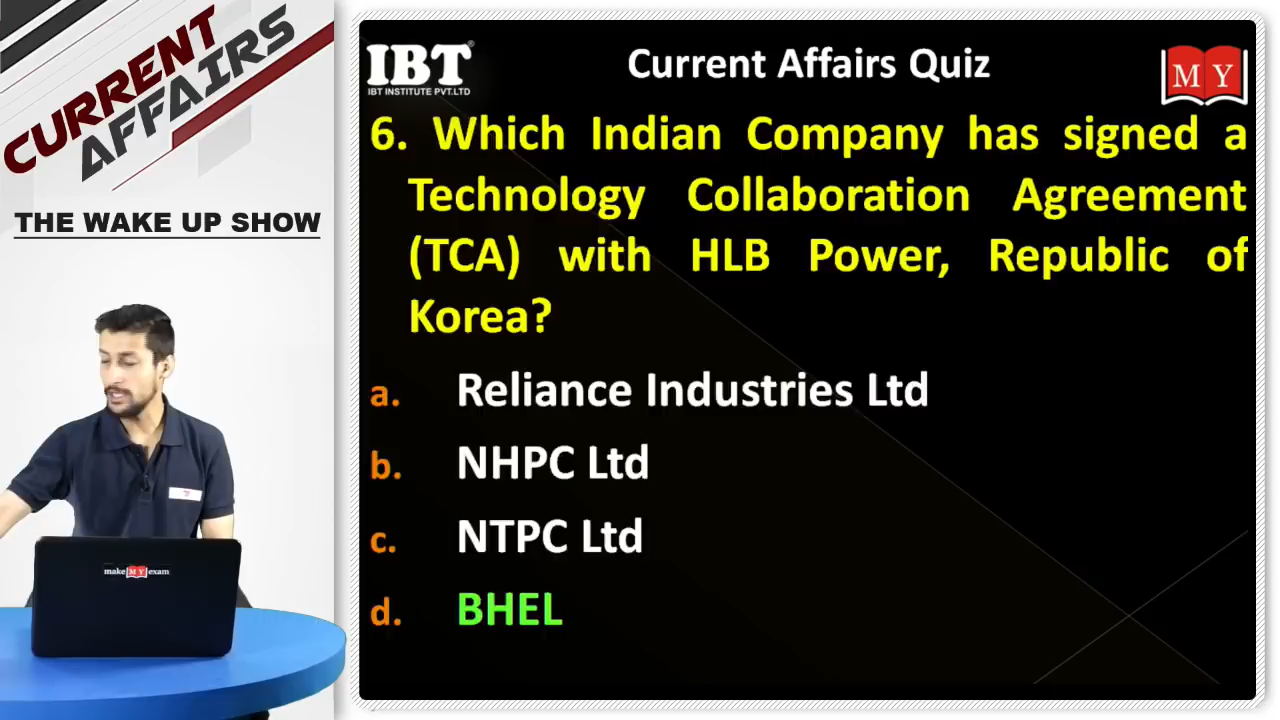 CURRENT
AFFAIRS
THE WAKE UP SHOW
make MY exam
IBT
IBT INSTITUTE PVT.LTD
Current Affairs Quiz
MY
6. Which Indian Company has signed a
Technology Collaboration Agreement
(TCA) with HLB Power, Republic of
Korea?
a. Reliance Industries Ltd
b. NHPC Ltd
c. NTPC Ltd
d. BHEL